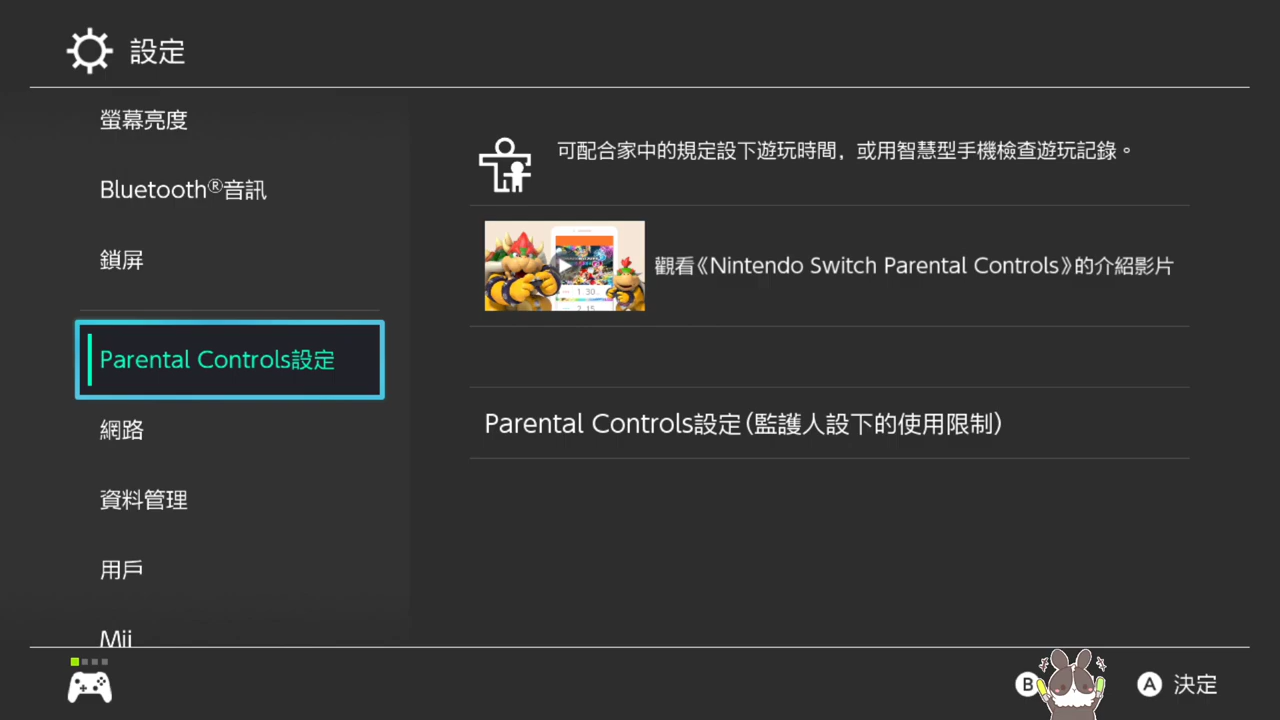 設定
螢幕亮度
Bluetooth®音訊
鎖屏
Parental Controls設定
網路
資料管理
用戶
Mii
可配合家中的規定設下遊玩時間，或用智慧型手機檢查遊玩記錄。
1 30
2 15
觀看《Nintendo Switch Parental Controls》的介紹影片
Parental Controls設定（監護人設下的使用限制）
B
A 決定